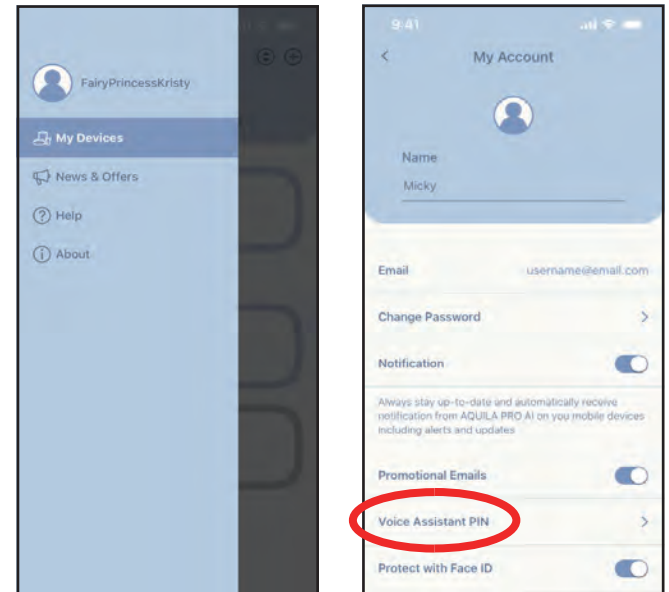 FairyPrincessKristy
My Devices
News & Offers
Help
About
9:41
My Account
Name
Micky
Email
username@email.com
Change Password
Notification
Always stay up-to-date and automatically receive
notification from AQUILA PRO AI on you mobile devices
including alerts and updates
Promotional Emails
Voice Assistant PIN
Protect with Face ID